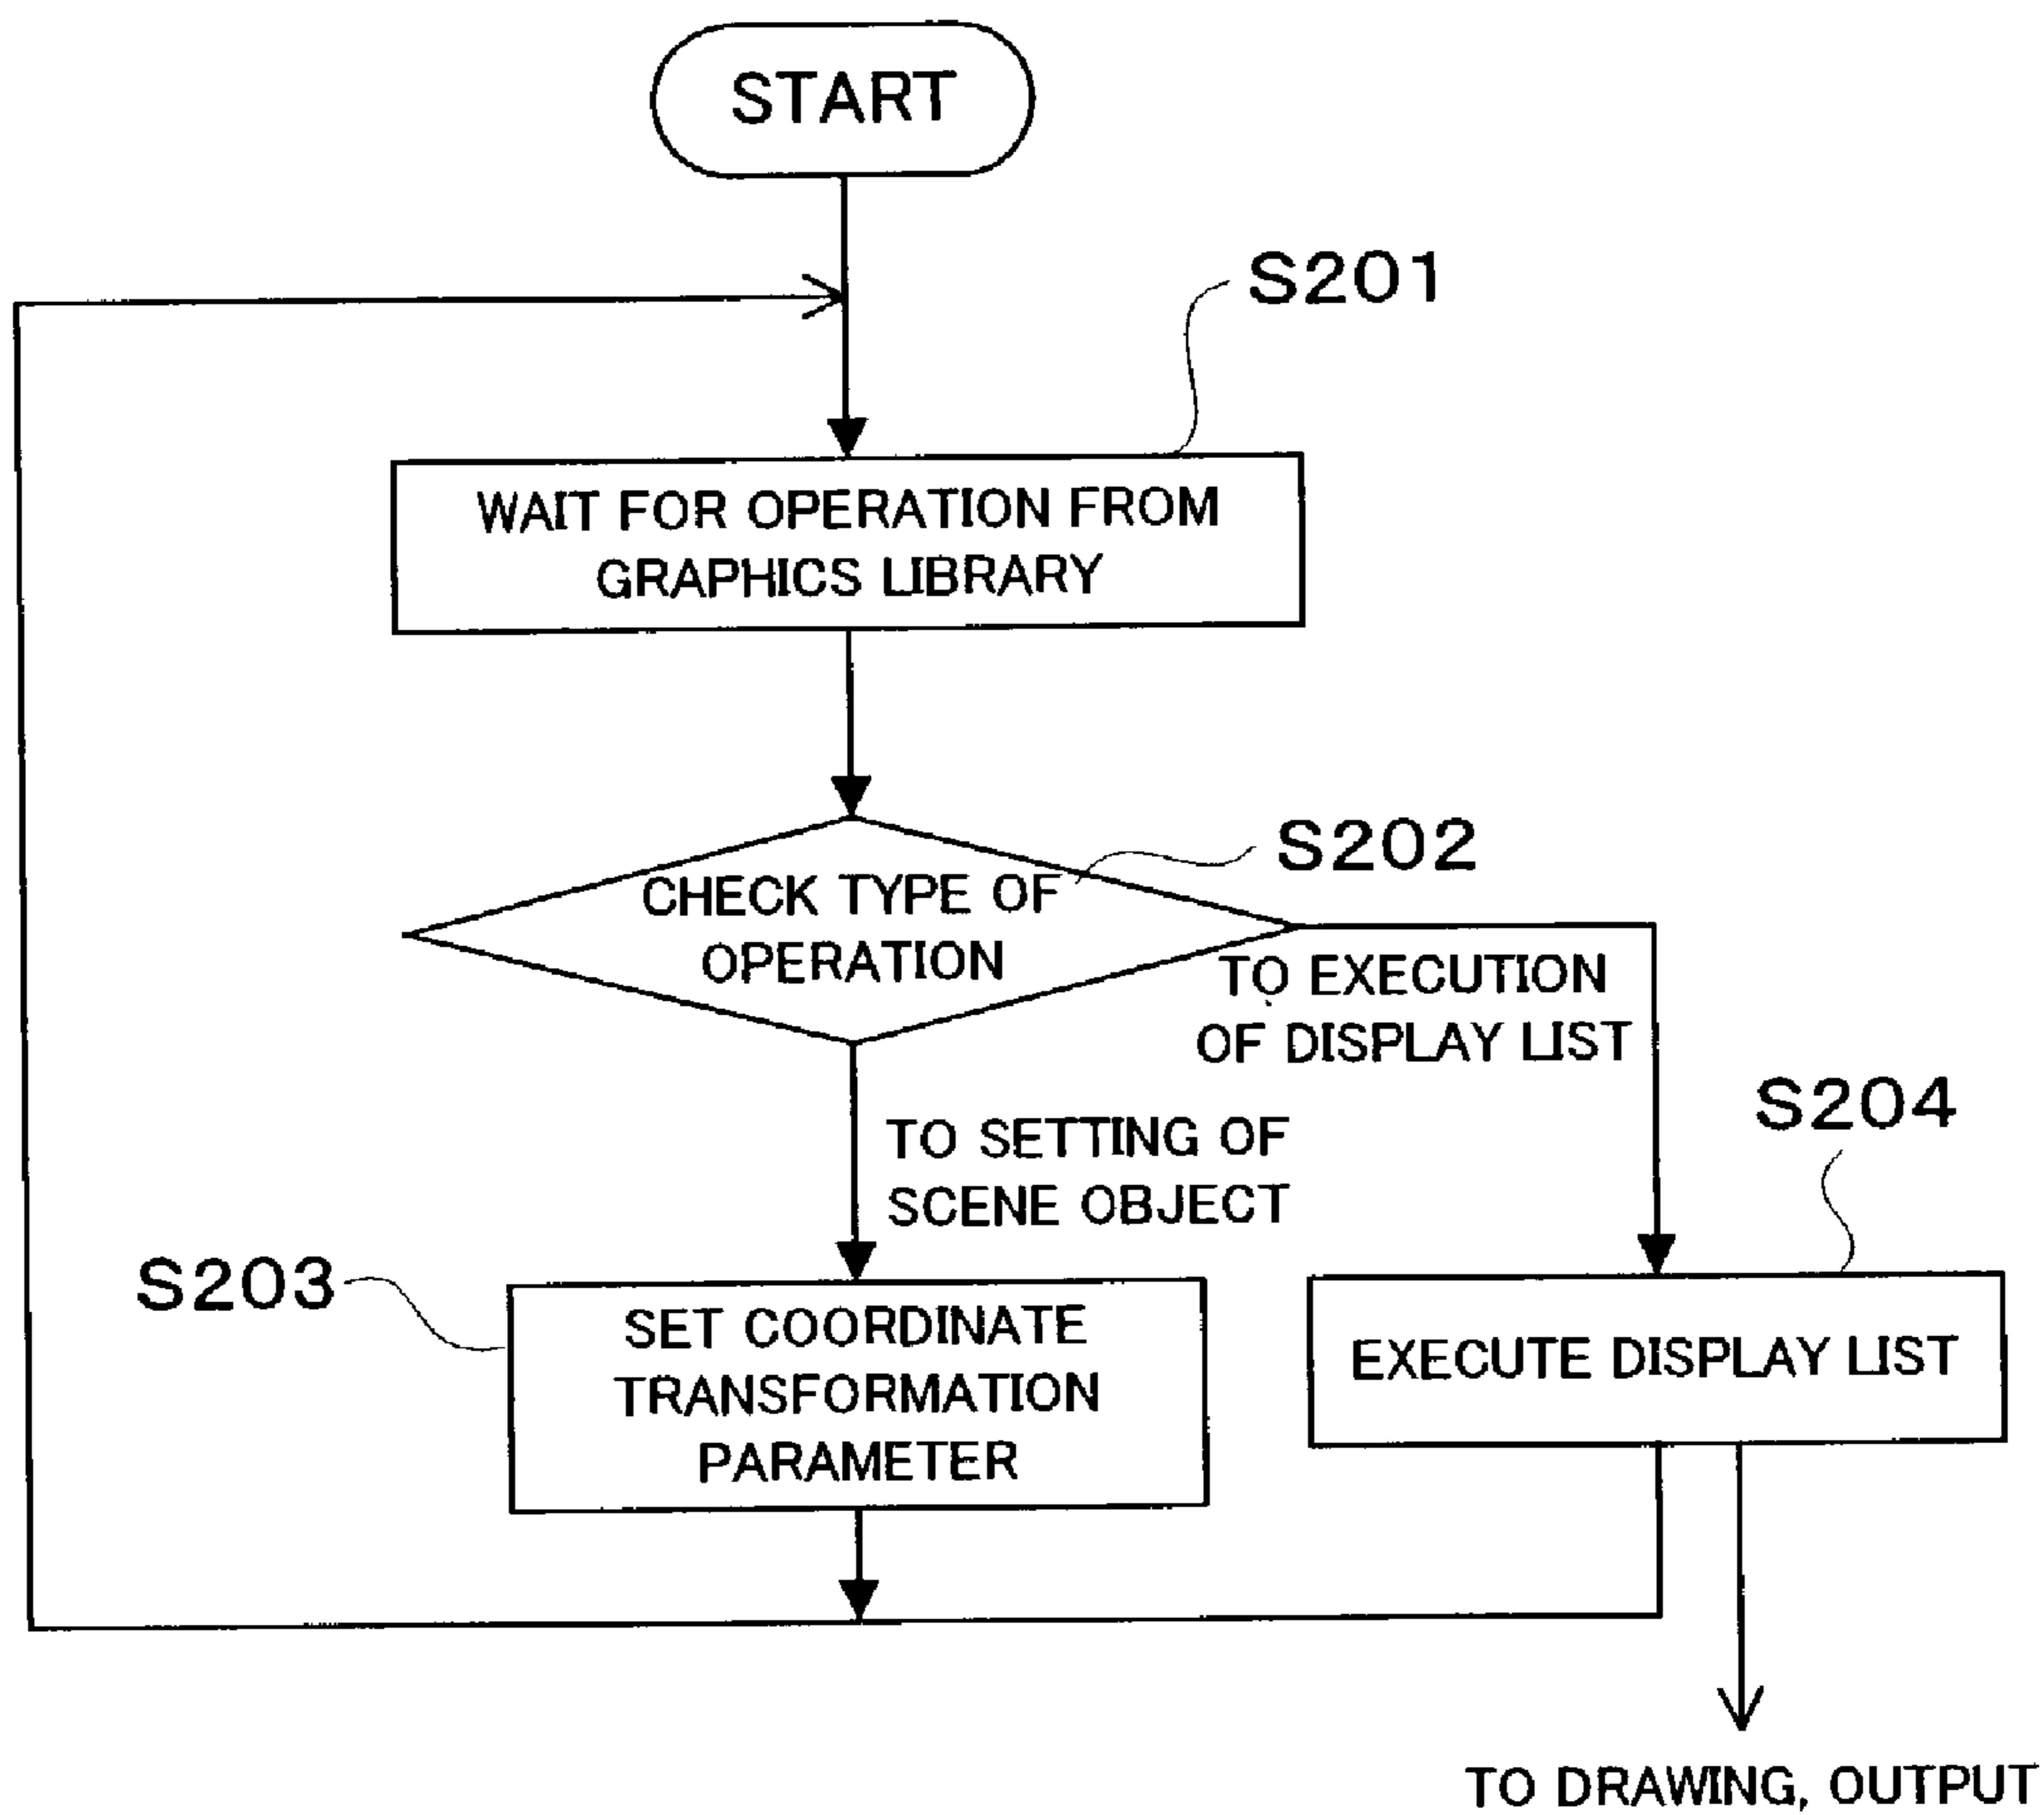 START
S201
WAIT FOR OPERATION FROM
GRAPHICS LIBRARY
S202
CHECK TYPE OF
OPERATION
TO EXECUTION
OF DISPLAY LIST
S204
TO SETTING OF
SCENE OBJECT
S203
SET COORDINATE
TRANSFORMATION
PARAMETER
EXECUTE DISPLAY LIST
TO DRAWING, OUTPUT